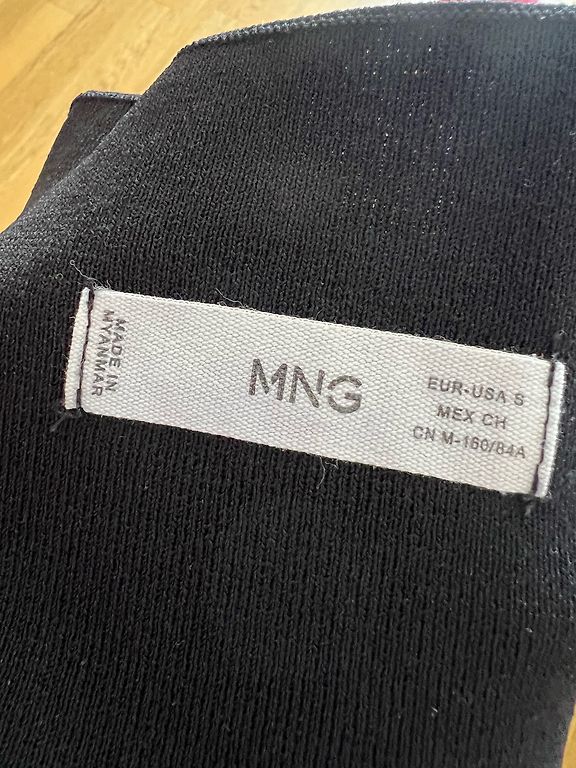 MADE IN
MYANMAR
MNG
EUR-USA S
MEX CH
CN M-160/84A